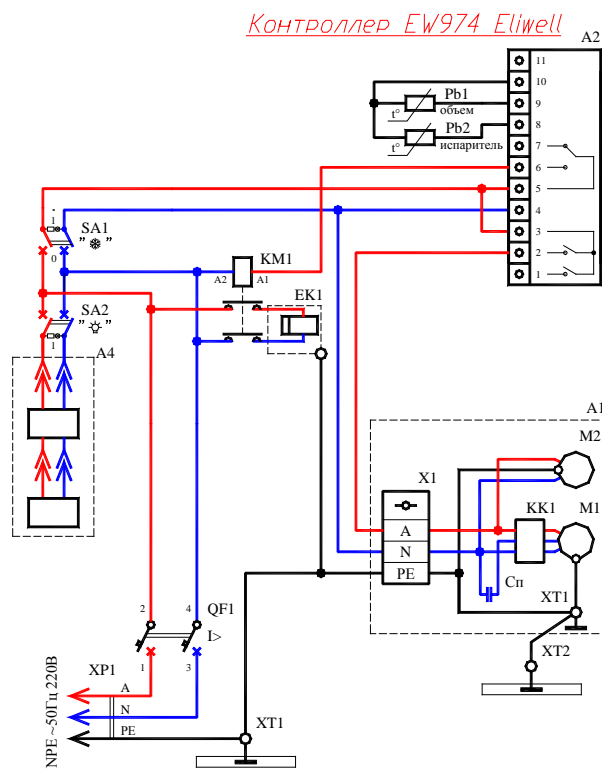 Контроллер EW974 Eliwell
A2
11
10
Pb1
9
t°
объем
Pb2
8
t°
испаритель
7
6
5
4
3
2
1
1
SA1
" ❄ "
0
KM1
A2
A1
EK1
SA2
" "
1
A4
A1
M2
X1
KK1
M1
A
N
PE
Cп
XT1
XT2
2
4
QF1
I>
1
3
XP1
A
N
PE
NPE ~50Гц 220В
XT1